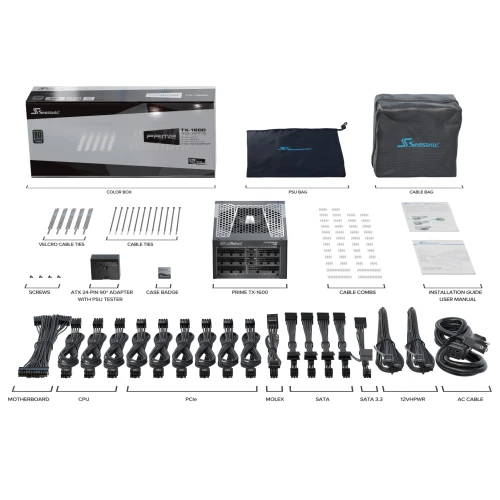 Seasonic
PRIME
TX-1600
Seasonic
COLOR BOX
PSU BAG
CABLE BAG
VELCRO CABLE TIES
CABLE TIES
SCREWS
ATX 24-PIN 90° ADAPTER
WITH PSU TESTER
CASE BADGE
PRIME TX-1600
CABLE COMBS
INSTALLATION GUIDE
USER MANUAL
MOTHERBOARD
CPU
PCIe
MOLEX
SATA
SATA 3.3
12VHPWR
AC CABLE